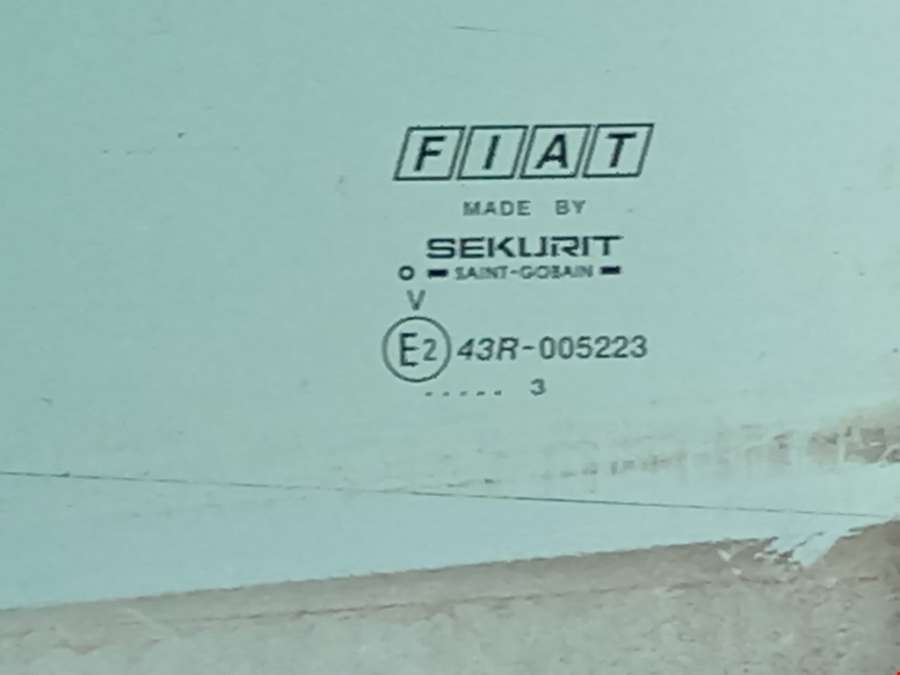 FIAT
MADE BY
SEKURIT
SAINT-GOBAIN
V
E2 43R-005223
..... 3